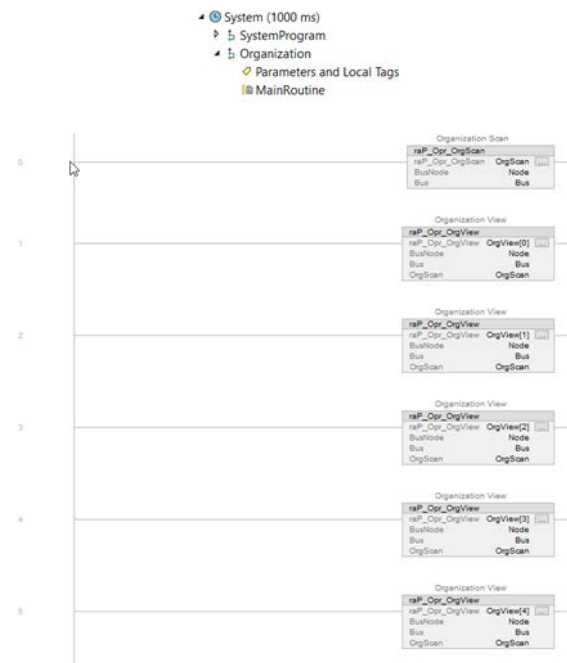 System (1000 ms)
SystemProgram
Organization
Parameters and Local Tags
MainRoutine
Organization Scan
0
raP_Opr_OrgScan
raP_Opr_OrgScan OrgScan ...
BusNode Node
Bus Bus
Organization View
1
raP_Opr_OrgView
raP_Opr_OrgView OrgView[0] ...
BusNode Node
Bus Bus
OrgScan OrgScan
Organization View
2
raP_Opr_OrgView
raP_Opr_OrgView OrgView[1] ...
BusNode Node
Bus Bus
OrgScan OrgScan
Organization View
3
raP_Opr_OrgView
raP_Opr_OrgView OrgView[2] ...
BusNode Node
Bus Bus
OrgScan OrgScan
Organization View
4
raP_Opr_OrgView
raP_Opr_OrgView OrgView[3] ...
BusNode Node
Bus Bus
OrgScan OrgScan
Organization View
5
raP_Opr_OrgView
raP_Opr_OrgView OrgView[4] ...
BusNode Node
Bus Bus
OrgScan OrgScan